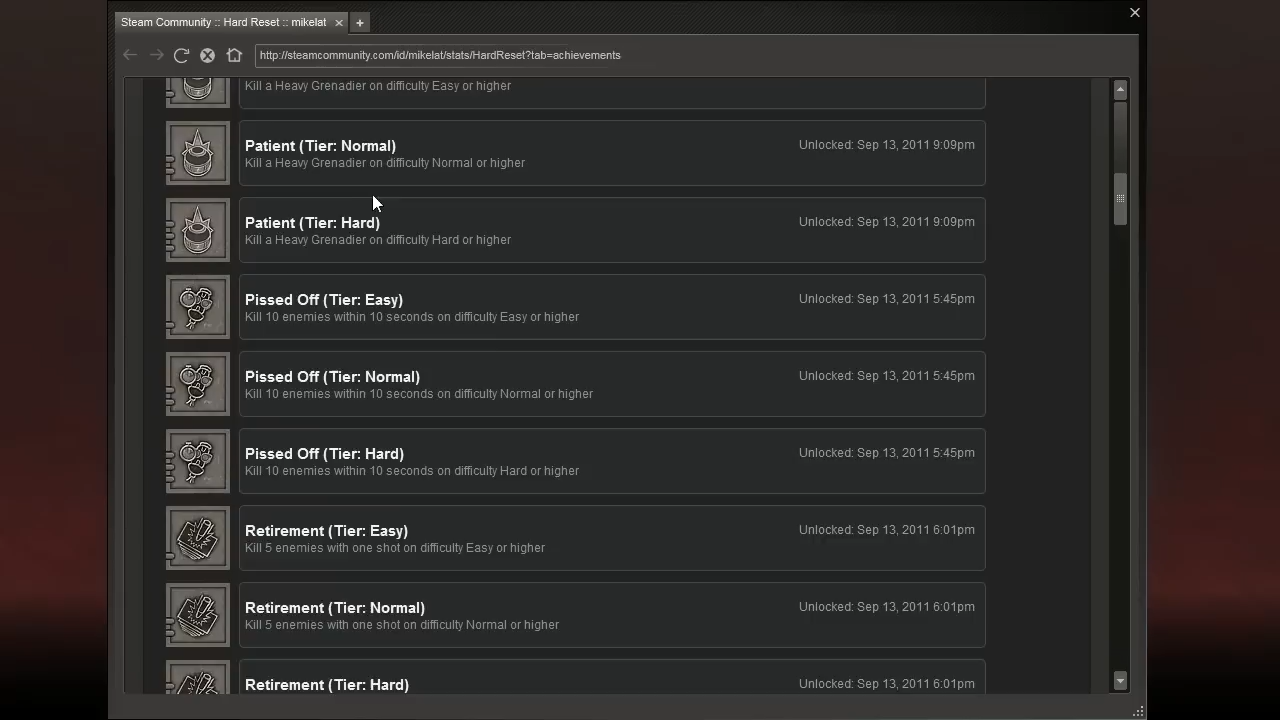 Steam Community :: Hard Reset :: mikelat
http://steamcommunity.com/id/mikelat/stats/HardReset?tab=achievements
Kill a Heavy Grenadier on difficulty Easy or higher
Patient (Tier: Normal)
Unlocked: Sep 13, 2011 9:09pm
Kill a Heavy Grenadier on difficulty Normal or higher
Patient (Tier: Hard)
Unlocked: Sep 13, 2011 9:09pm
Kill a Heavy Grenadier on difficulty Hard or higher
Pissed Off (Tier: Easy)
Unlocked: Sep 13, 2011 5:45pm
Kill 10 enemies within 10 seconds on difficulty Easy or higher
Pissed Off (Tier: Normal)
Unlocked: Sep 13, 2011 5:45pm
Kill 10 enemies within 10 seconds on difficulty Normal or higher
Pissed Off (Tier: Hard)
Unlocked: Sep 13, 2011 5:45pm
Kill 10 enemies within 10 seconds on difficulty Hard or higher
Retirement (Tier: Easy)
Unlocked: Sep 13, 2011 6:01pm
Kill 5 enemies with one shot on difficulty Easy or higher
Retirement (Tier: Normal)
Unlocked: Sep 13, 2011 6:01pm
Kill 5 enemies with one shot on difficulty Normal or higher
Retirement (Tier: Hard)
Unlocked: Sep 13, 2011 6:01pm